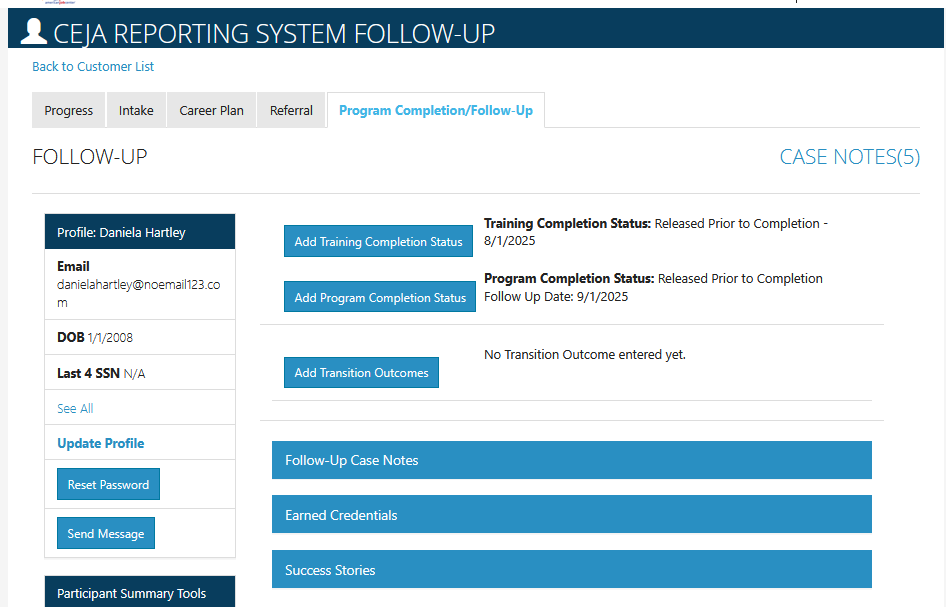 CEJA REPORTING SYSTEM FOLLOW-UP
Back to Customer List
Progress
Intake
Career Plan
Referral
Program Completion/Follow-Up
FOLLOW-UP
CASE NOTES(5)
Profile: Daniela Hartley
Email
danielahartley@noemail123.co
m
DOB 1/1/2008
Last 4 SSN N/A
See All
Update Profile
Reset Password
Send Message
Participant Summary Tools
Add Training Completion Status
Training Completion Status: Released Prior to Completion -
8/1/2025
Add Program Completion Status
Program Completion Status: Released Prior to Completion
Follow Up Date: 9/1/2025
Add Transition Outcomes
No Transition Outcome entered yet.
Follow-Up Case Notes
Earned Credentials
Success Stories